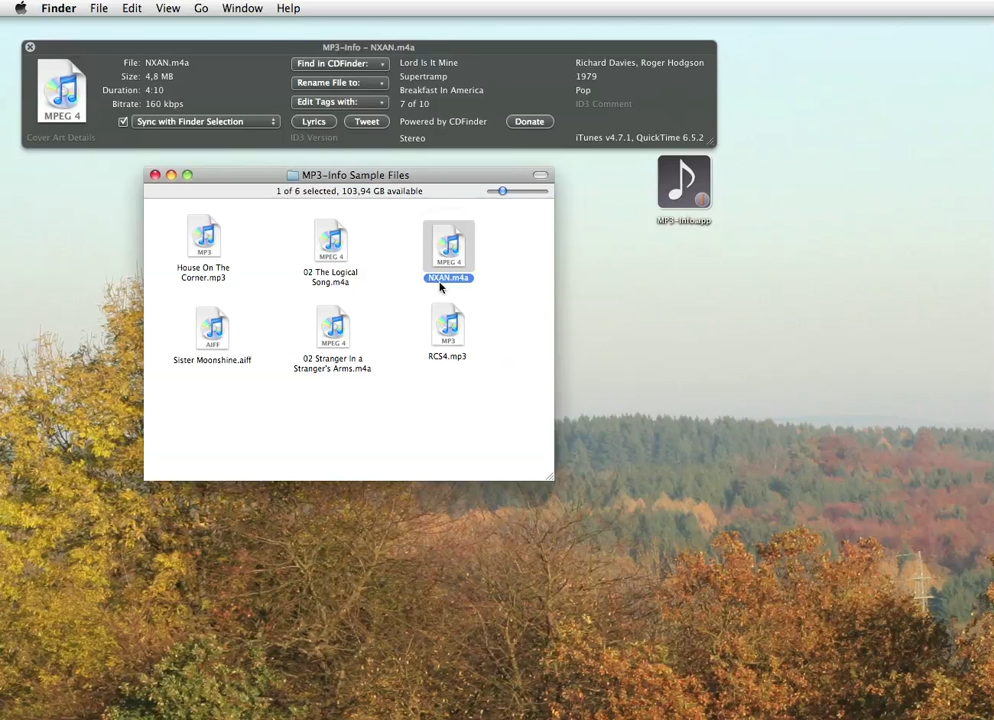 Finder File Edit View Go Window Help
MP3-Info - NXAN.m4a
File: NXAN.m4a
Size: 4,8 MB
Duration: 4:10
Bitrate: 160 kbps
Sync with Finder Selection
Cover Art Details
MPEG 4
Find in CDFinder:
Rename File to:
Edit Tags with:
Lyrics Tweet
ID3 Version
Lord Is It Mine
Supertramp
Breakfast In America
7 of 10
Powered by CDFinder Donate
Stereo
Richard Davies, Roger Hodgson
1979
Pop
ID3 Comment
iTunes v4.7.1, QuickTime 6.5.2
MP3-Info.app
MP3-Info Sample Files
1 of 6 selected, 103,94 GB available
MP3
House On The
Corner.mp3
MPEG 4
02 The Logical
Song.m4a
MPEG 4
NXAN.m4a
AIFF
Sister Moonshine.aiff
MPEG 4
02 Stranger In a
Stranger's Arms.m4a
MP3
RCS4.mp3